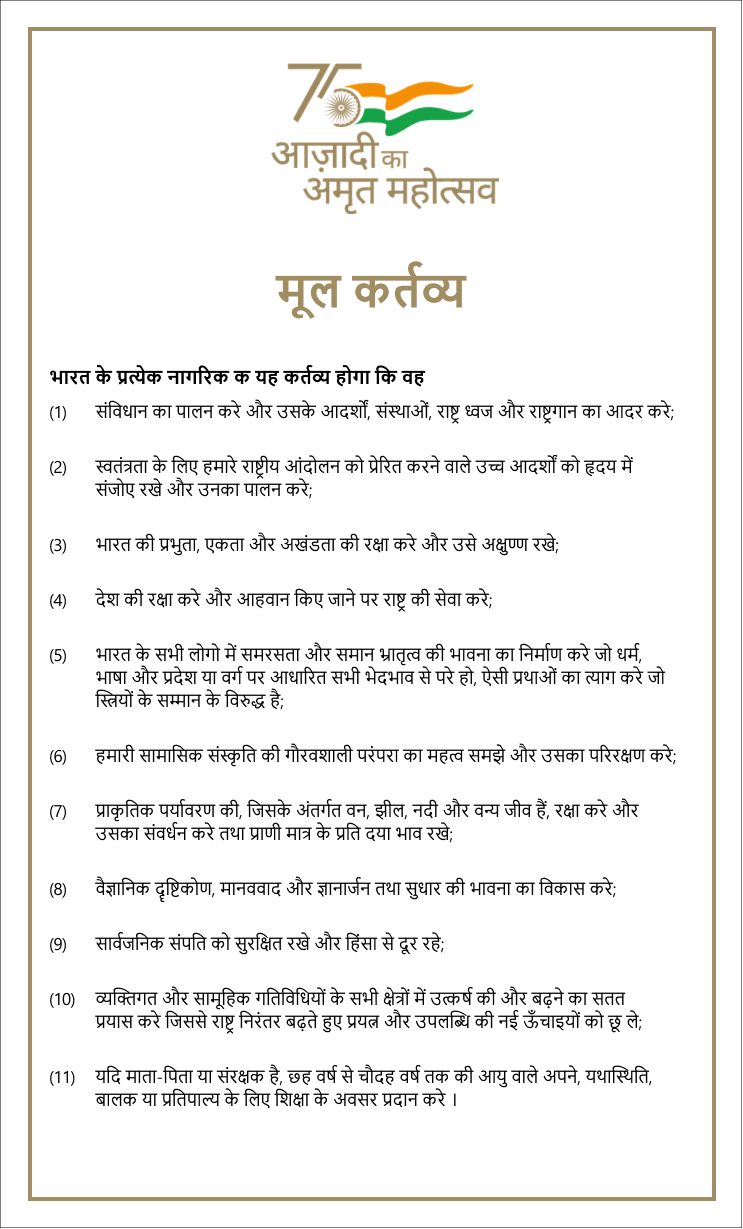 75
आज़ादी का
अमृत महोत्सव
मूल कर्तव्य
भारत के प्रत्येक नागरिक क यह कर्तव्य होगा कि वह
(1) संविधान का पालन करे और उसके आदर्शों, संस्थाओं, राष्ट्र ध्वज और राष्ट्रगान का आदर करे;
(2) स्वतंत्रता के लिए हमारे राष्ट्रीय आंदोलन को प्रेरित करने वाले उच्च आदर्शों को हृदय में
संजोए रखे और उनका पालन करे;
(3) भारत की प्रभुता, एकता और अखंडता की रक्षा करे और उसे अक्षुण्ण रखे;
(4) देश की रक्षा करे और आहवान किए जाने पर राष्ट्र की सेवा करे;
(5) भारत के सभी लोगो में समरसता और समान भ्रातृत्व की भावना का निर्माण करे जो धर्म,
भाषा और प्रदेश या वर्ग पर आधारित सभी भेदभाव से परे हो, ऐसी प्रथाओं का त्याग करे जो
स्त्रियों के सम्मान के विरुद्ध है;
(6) हमारी सामासिक संस्कृति की गौरवशाली परंपरा का महत्व समझे और उसका परिरक्षण करे;
(7) प्राकृतिक पर्यावरण की, जिसके अंतर्गत वन, झील, नदी और वन्य जीव हैं, रक्षा करे और
उसका संवर्धन करे तथा प्राणी मात्र के प्रति दया भाव रखे;
(8) वैज्ञानिक दृष्टिकोण, मानववाद और ज्ञानार्जन तथा सुधार की भावना का विकास करे;
(9) सार्वजनिक संपति को सुरक्षित रखे और हिंसा से दूर रहे;
(10) व्यक्तिगत और सामूहिक गतिविधियों के सभी क्षेत्रों में उत्कर्ष की और बढ़ने का सतत
प्रयास करे जिससे राष्ट्र निरंतर बढ़ते हुए प्रयत्न और उपलब्धि की नई ऊँचाइयों को छू ले;
(11) यदि माता-पिता या संरक्षक है, छह वर्ष से चौदह वर्ष तक की आयु वाले अपने, यथास्थिति,
बालक या प्रतिपाल्य के लिए शिक्षा के अवसर प्रदान करे ।